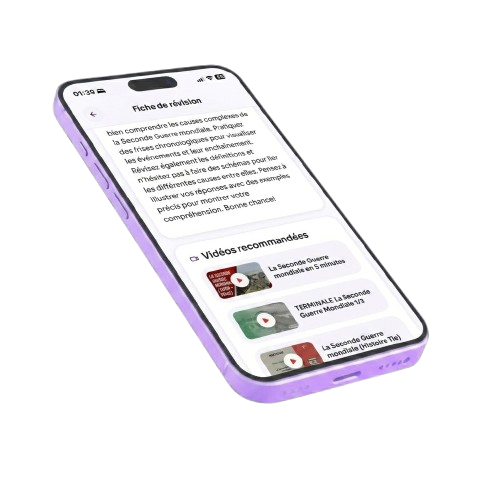 01:39
Fiche de révision
bien comprendre les causes complexes de
la Seconde Guerre mondiale. Pratiquez
des frises chronologiques pour visualiser
les événements et leur enchaînement.
Révisez également les définitions et
n'hésitez pas à faire des schémas pour lier
les différentes causes entre elles. Pensez à
illustrer vos réponses avec des exemples
précis pour montrer votre
compréhension. Bonne chance!
Vidéos recommandées
La Seconde Guerre
mondiale en 5 minutes
TERMINALE La Seconde
Guerre Mondiale 1/3
La Seconde Guerre
mondiale (Histoire Tle)